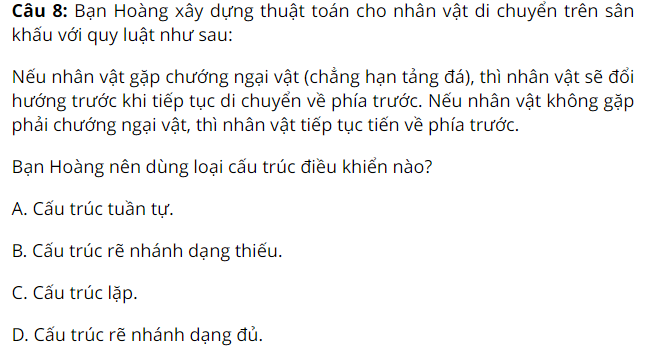 Câu 8: Bạn Hoàng xây dựng thuật toán cho nhân vật di chuyển trên sân
khấu với quy luật như sau:
Nếu nhân vật gặp chướng ngại vật (chẳng hạn tảng đá), thì nhân vật sẽ đổi
hướng trước khi tiếp tục di chuyển về phía trước. Nếu nhân vật không gặp
phải chướng ngại vật, thì nhân vật tiếp tục tiến về phía trước.
Bạn Hoàng nên dùng loại cấu trúc điều khiển nào?
A. Cấu trúc tuần tự.
B. Cấu trúc rẽ nhánh dạng thiếu.
C. Cấu trúc lặp.
D. Cấu trúc rẽ nhánh dạng đủ.